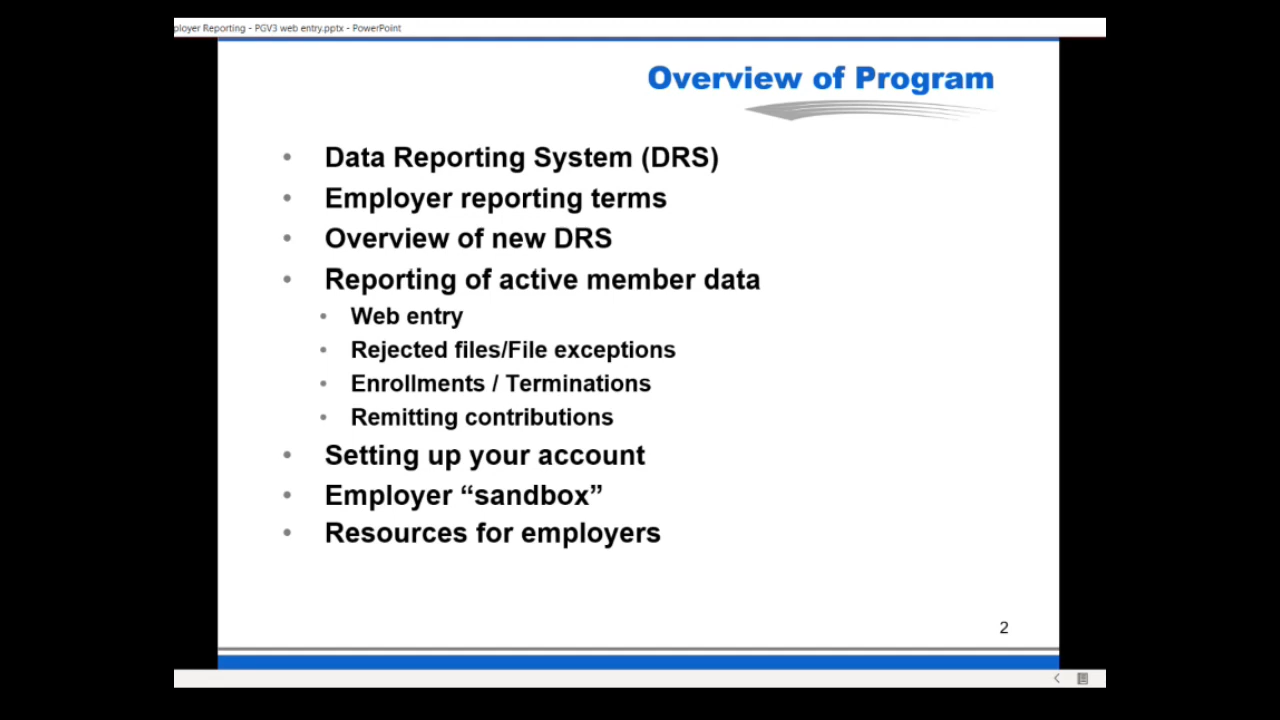 ployer Reporting - PGV3 web entry.pptx - PowerPoint
Overview of Program
• Data Reporting System (DRS)
• Employer reporting terms
• Overview of new DRS
• Reporting of active member data
• Web entry
• Rejected files/File exceptions
• Enrollments / Terminations
• Remitting contributions
• Setting up your account
• Employer “sandbox”
• Resources for employers
2